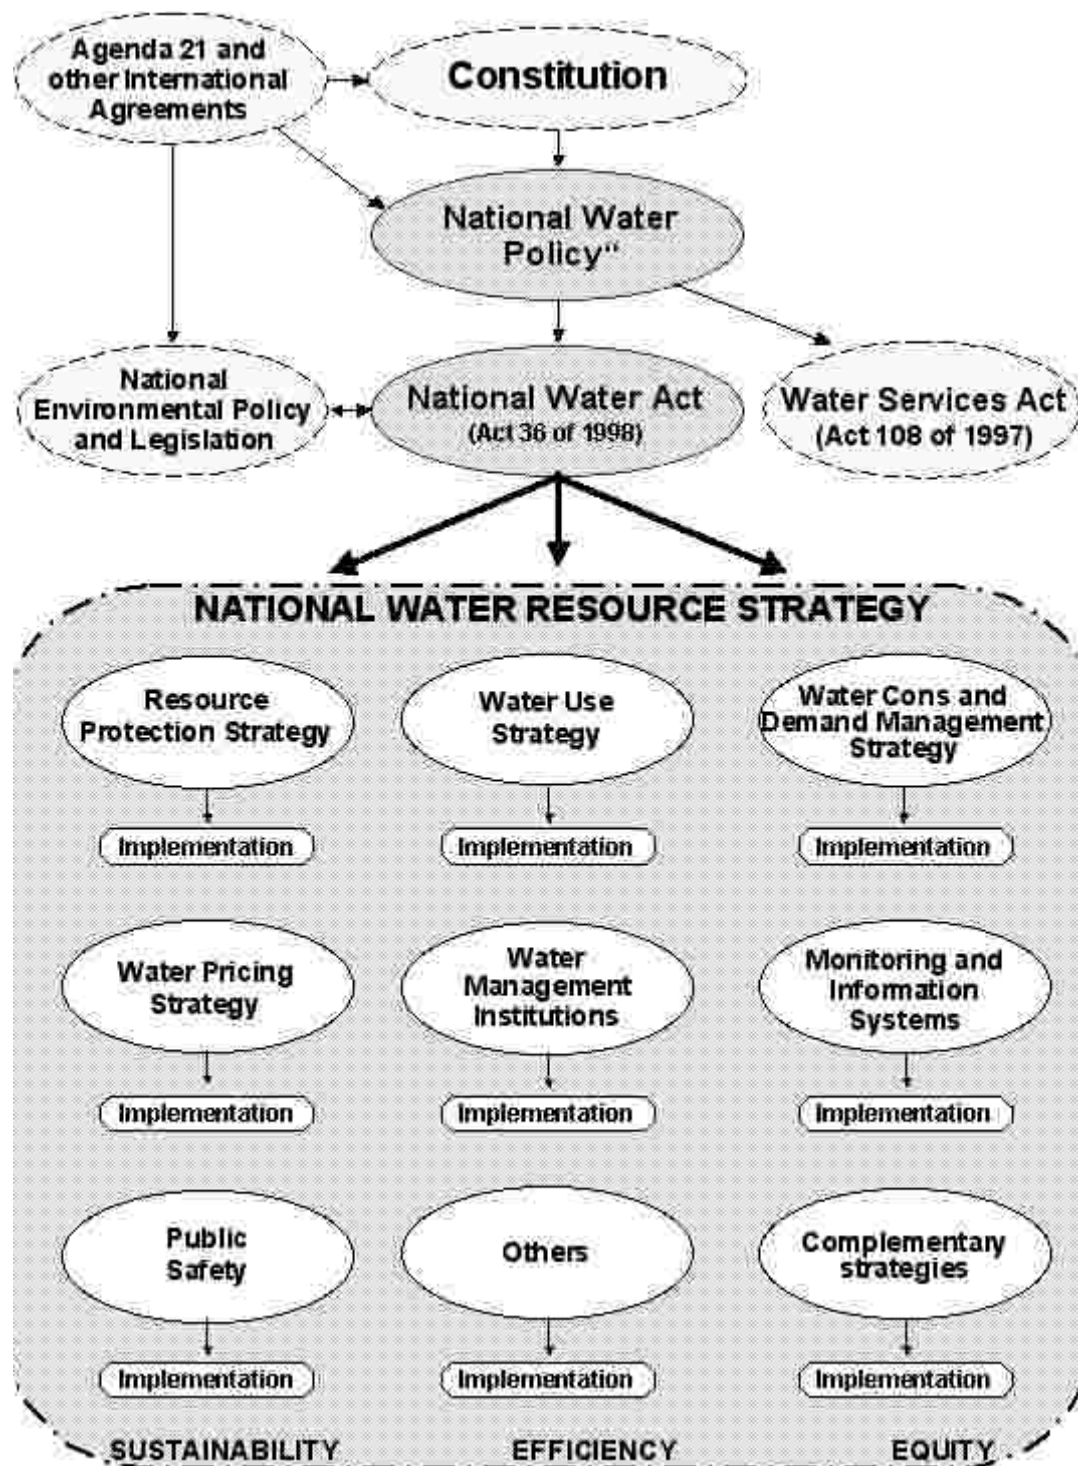 Agenda 21 and
other International
Agreements
Constitution
National Water
Policy“
National
Environmental Policy
and Legislation
National Water Act
(Act 36 of 1998)
Water Services Act
(Act 108 of 1997)
NATIONAL WATER RESOURCE STRATEGY
Resource
Protection Strategy
Water Use
Strategy
Water Cons and
Demand Management
Strategy
Implementation
Implementation
Implementation
Water Pricing
Strategy
Water
Management
Institutions
Monitoring and
Information
Systems
Implementation
Implementation
Implementation
Public
Safety
Others
Complementary
strategies
Implementation
Implementation
Implementation
SUSTAINABILITY
EFFICIENCY
EQUITY